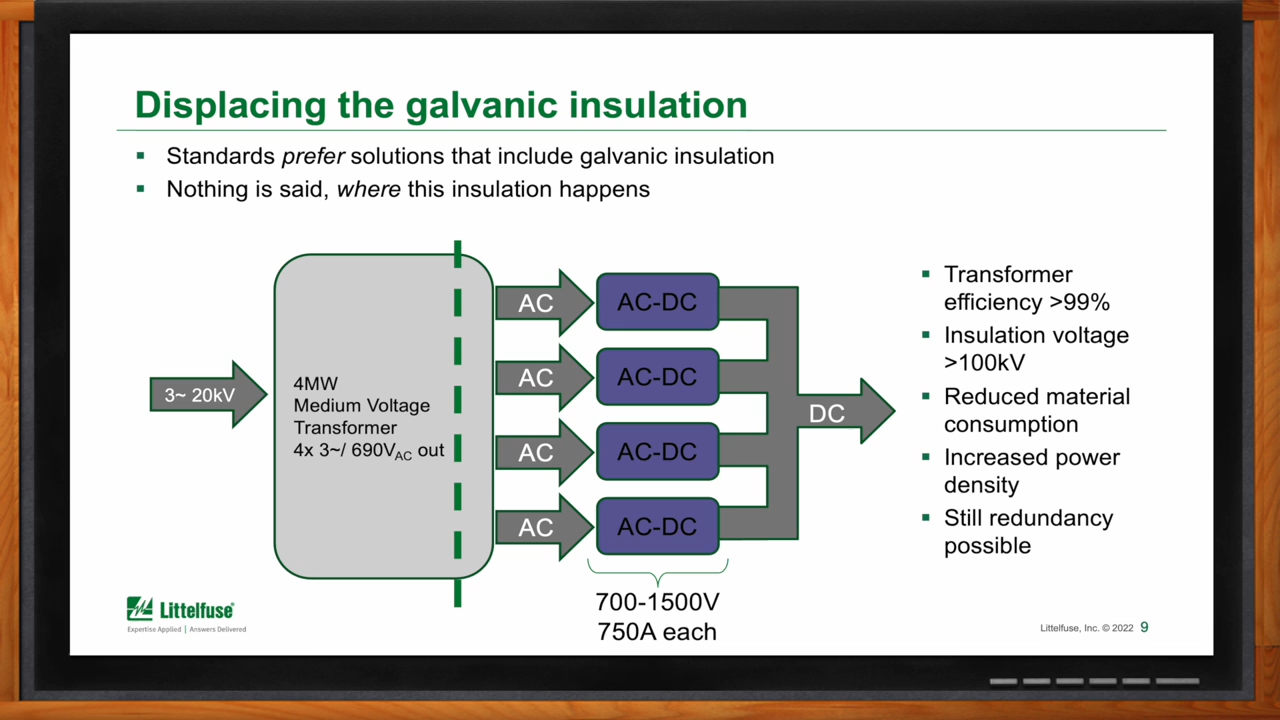 Displacing the galvanic insulation
Standards prefer solutions that include galvanic insulation
Nothing is said, where this insulation happens
3~ 20kV
4MW
Medium Voltage
Transformer
4x 3~/ 690VAC out
AC
AC-DC
AC
AC-DC
AC
AC-DC
AC
AC-DC
DC
700-1500V
750A each
Transformer
efficiency >99%
Insulation voltage
>100kV
Reduced material
consumption
Increased power
density
Still redundancy
possible
Littelfuse®
Expertise Applied | Answers Delivered
Littelfuse, Inc. © 2022 9